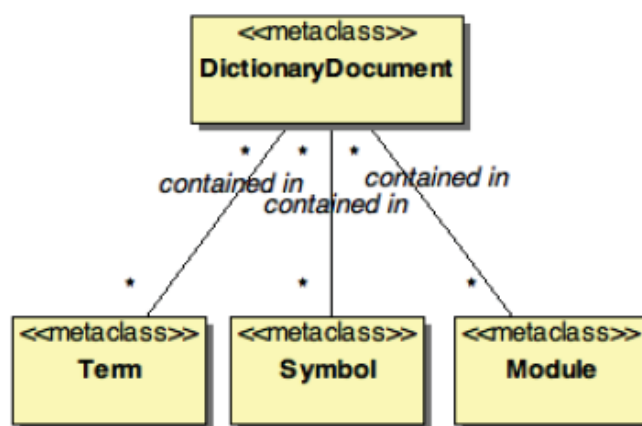 <<metaclass>>
DictionaryDocument
* * *
contained in
contained in
contained in
* * *
<<metaclass>> <<metaclass>> <<metaclass>>
Term Symbol Module